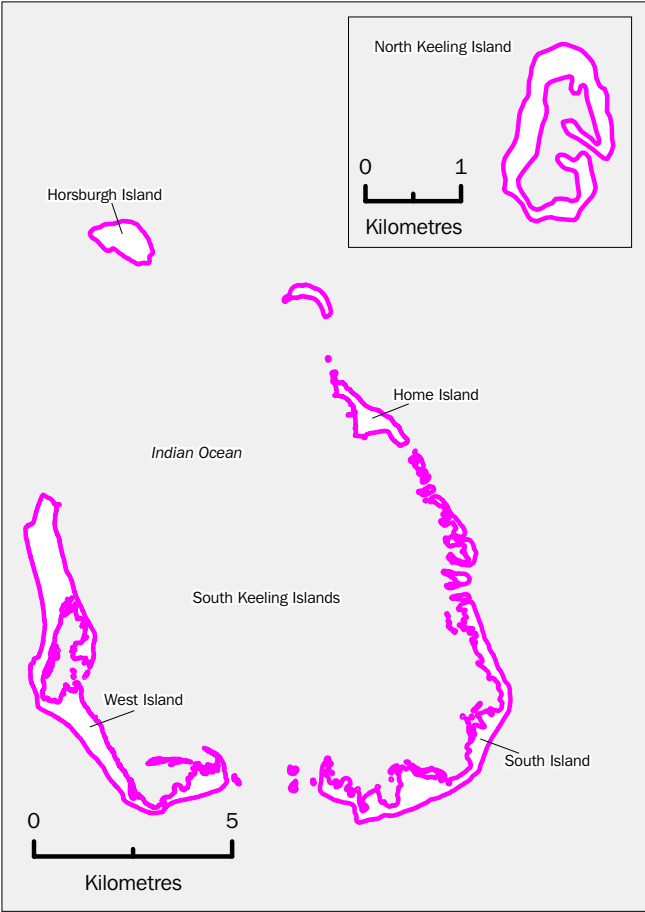 North Keeling Island
0 1
Kilometres
Horsburgh Island
Home Island
Indian Ocean
South Keeling Islands
West Island
South Island
0 5
Kilometres